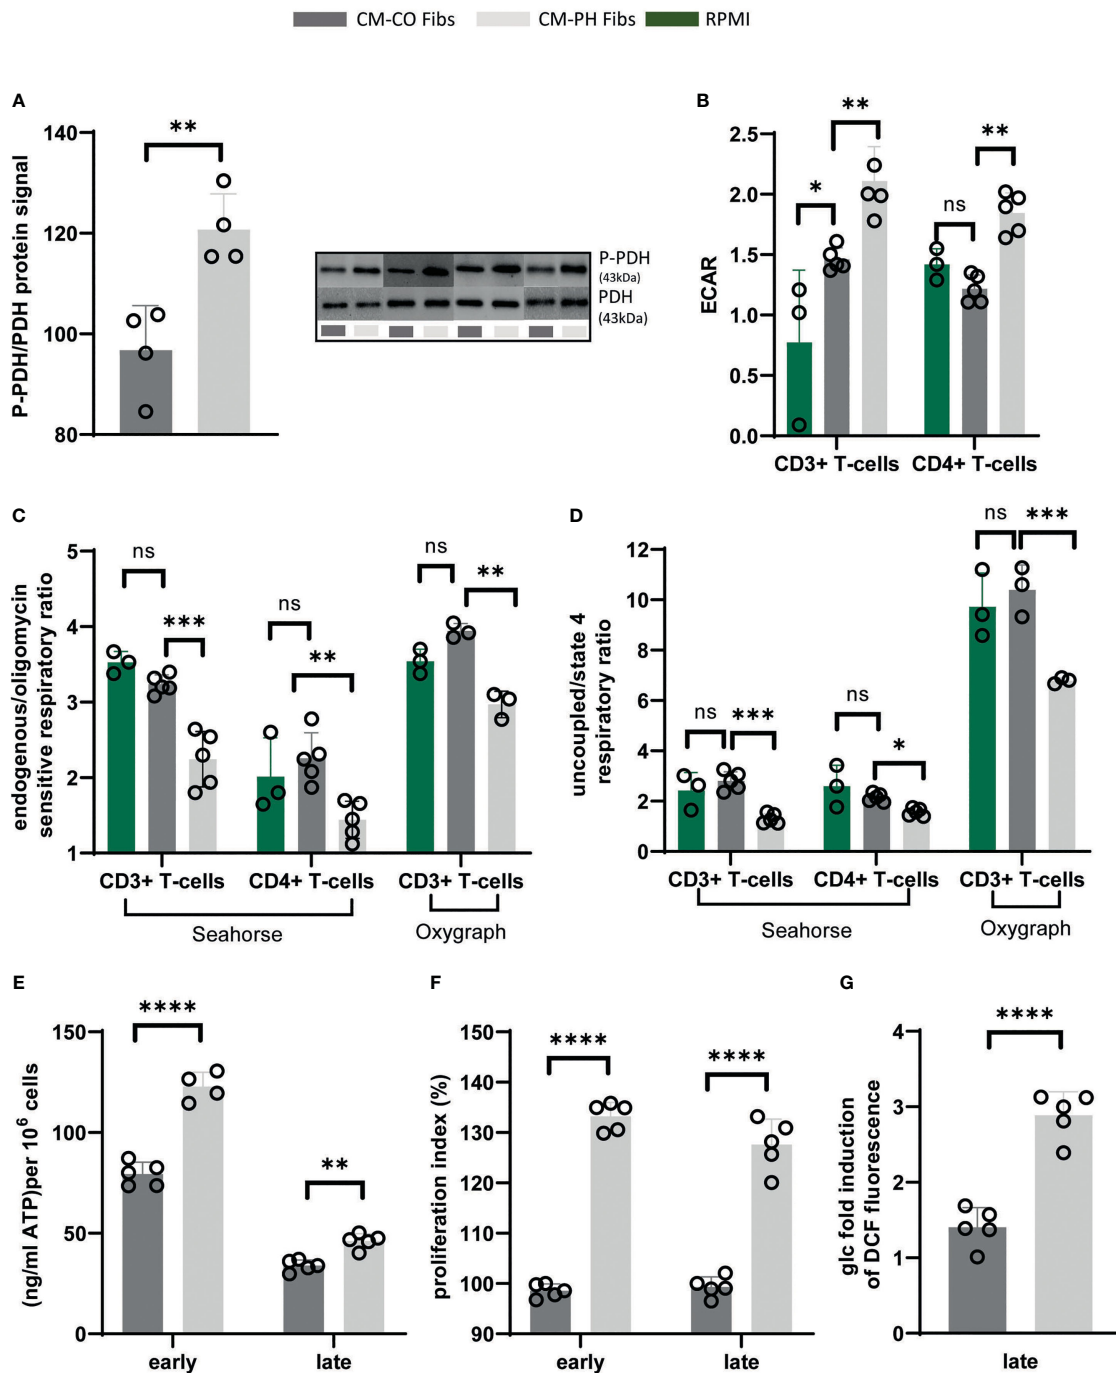 CM-CO Fibs CM-PH Fibs RPMI
A
P-PDH/PDH protein signal
140
120
100
80
**
P-PDH
(43kDa)
PDH
(43kDa)
B
ECAR
2.5
2.0
1.5
1.0
0.5
0.0
*
**
ns
**
CD3+ T-cells CD4+ T-cells
C
endogenous/oligomycin
sensitive respiratory ratio
5
4
3
2
1
ns
***
ns
**
ns
**
CD3+ T-cells CD4+ T-cells CD3+ T-cells
Seahorse Oxygraph
D
uncoupled/state 4
respiratory ratio
12
10
8
6
4
2
0
ns
***
ns
*
ns
***
CD3+ T-cells CD4+ T-cells CD3+ T-cells
Seahorse Oxygraph
E
(ng/ml ATP)per 10⁶ cells
150
100
50
0
****
**
early late
F
proliferation index (%)
150
140
130
120
110
100
90
****
****
early late
G
glc fold induction
of DCF fluorescence
4
3
2
1
0
****
late